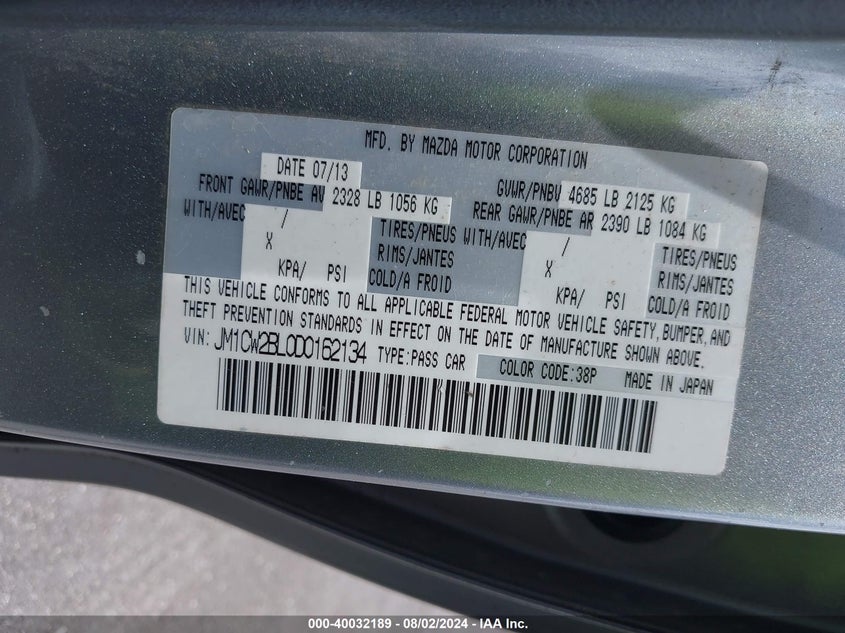 MFD. BY MAZDA MOTOR CORPORATION
DATE 07/13 GVWR/PNBV 4685 LB 2125 KG
FRONT GAWR/PNBE AV 2328 LB 1056 KG REAR GAWR/PNBE AR 2390 LB 1084 KG
WITH/AVEC / TIRES/PNEUS WITH/AVEC / TIRES/PNEUS
X RIMS/JANTES X RIMS/JANTES
KPA/ PSI COLD/A FROID KPA/ PSI COLD/A FROID
THIS VEHICLE CONFORMS TO ALL APPLICABLE FEDERAL MOTOR VEHICLE SAFETY, BUMPER, AND
THEFT PREVENTION STANDARDS IN EFFECT ON THE DATE OF MANUFACTURE SHOWN ABOVE.
VIN: JM1CW2BL0D0162134 TYPE:PASS CAR COLOR CODE:38P MADE IN JAPAN
000-40032189 - 08/02/2024 - IAA Inc.